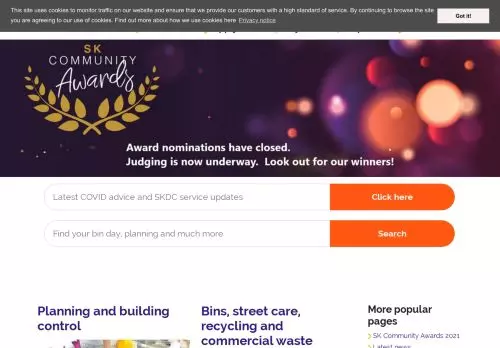 This site uses cookies to monitor traffic on our website and ensure that we provide our customers with a high standard of service. By continuing to browse the site
you are agreeing to our use of cookies. Find out more about how we use cookies here Privacy notice
Got it!
SK
COMMUNITY
Awards
Award nominations have closed.
Judging is now underway. Look out for our winners!
Latest COVID advice and SKDC service updates
Click here
Find your bin day, planning and much more
Search
Planning and building
control
Bins, street care,
recycling and
commercial waste
More popular
pages
SK Community Awards 2021
Latest news